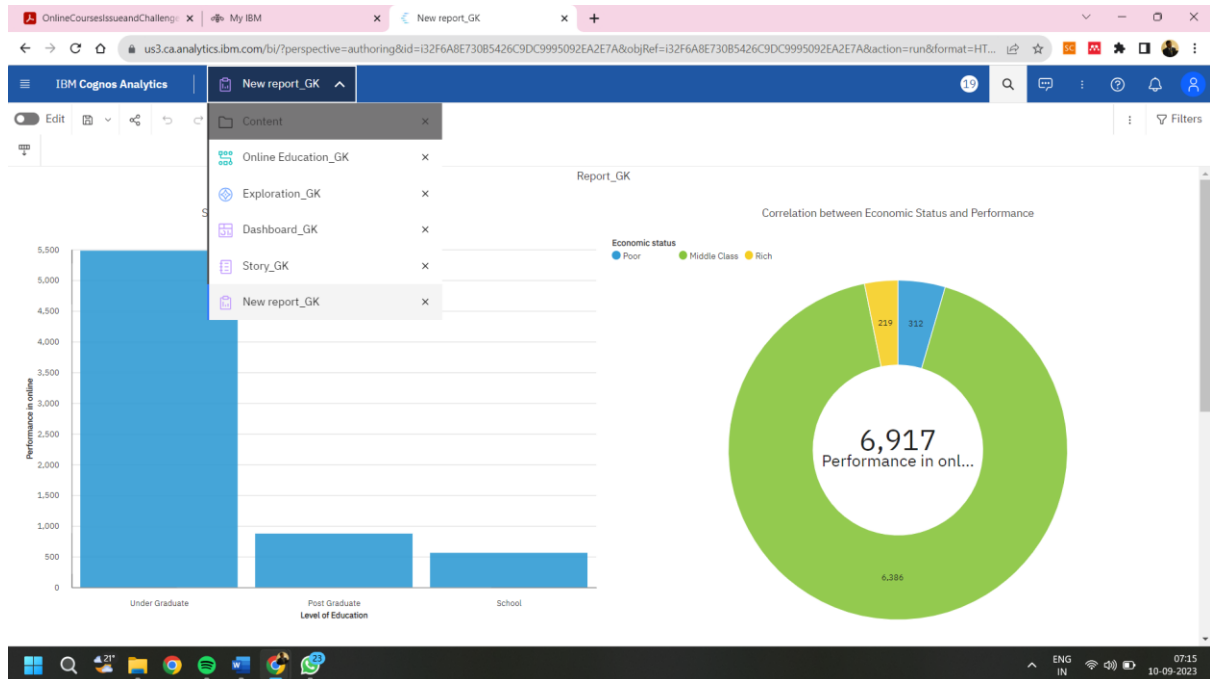 OnlineCoursesIssueandChallenge
My IBM
New report_GK
us3.ca.analytics.ibm.com/bi/?perspective=authoring&id=i32F6A8E730B5426C9DC9995092EA2E7A&objRef=i32F6A8E730B5426C9DC9995092EA2E7A&action=run&format=HT...
SC
IBM Cognos Analytics
New report_GK
19
Edit
Filters
Content
Online Education_GK
Exploration_GK
Dashboard_GK
Story_GK
New report_GK
Report_GK
S
Correlation between Economic Status and Performance
Economic status
Poor Middle Class Rich
5,500
5,000
4,500
4,000
3,500
3,000
2,500
2,000
1,500
1,000
500
0
Performance in online
Under Graduate Post Graduate School
Level of Education
219 312
6,917
Performance in onl...
6,386
21°
23
ENG
IN
07:15
10-09-2023